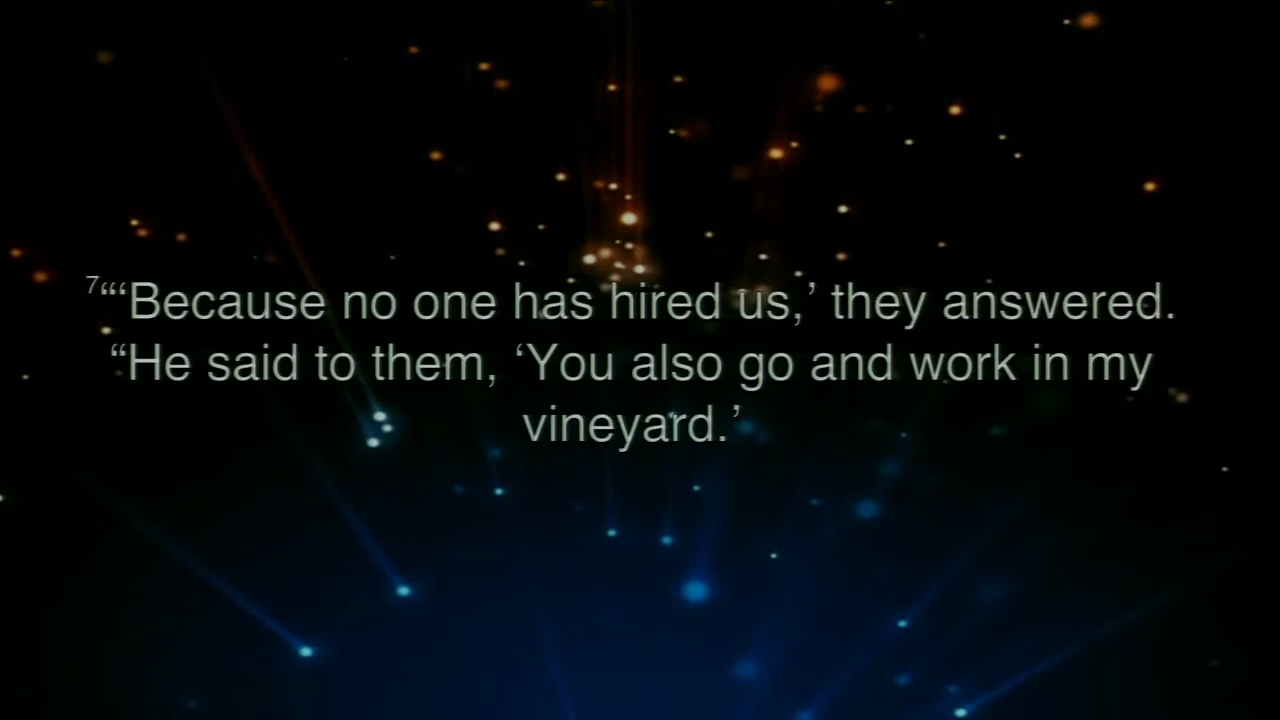 7“‘Because no one has hired us,’ they answered.
“He said to them, ‘You also go and work in my
vineyard.’